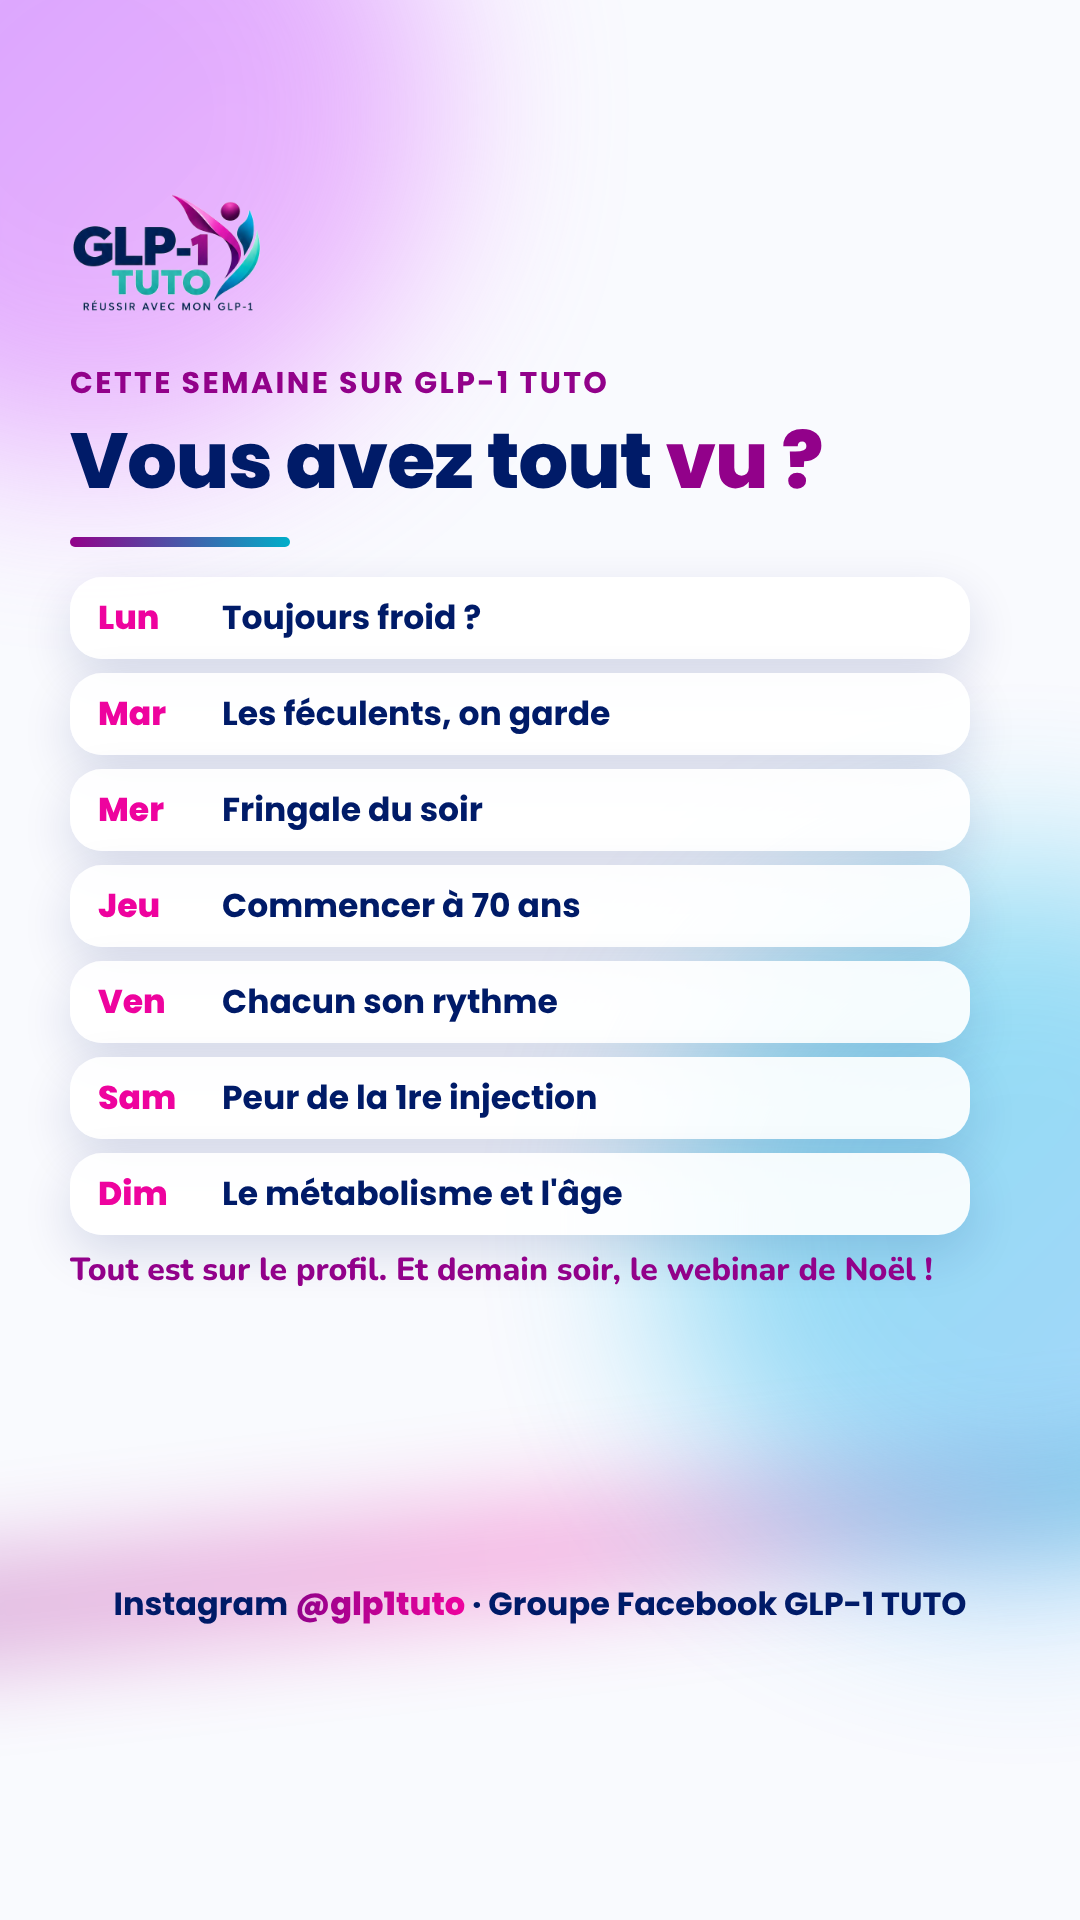 GLP-1
TUTO
RÉUSSIR AVEC MON GLP-1
CETTE SEMAINE SUR GLP-1 TUTO
Vous avez tout vu ?
Lun Toujours froid ?
Mar Les féculents, on garde
Mer Fringale du soir
Jeu Commencer à 70 ans
Ven Chacun son rythme
Sam Peur de la 1re injection
Dim Le métabolisme et l'âge
Tout est sur le profil. Et demain soir, le webinar de Noël !
Instagram @glp1tuto · Groupe Facebook GLP-1 TUTO